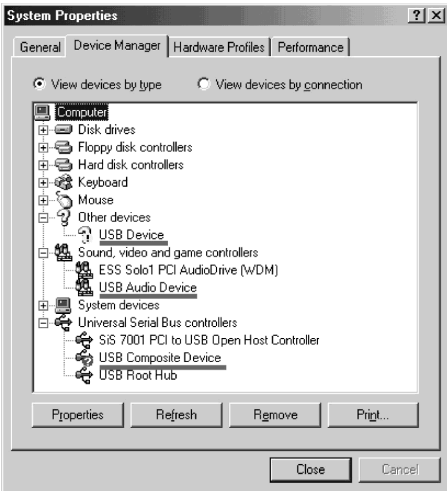 System Properties
General Device Manager Hardware Profiles Performance
View devices by type View devices by connection
Computer
Disk drives
Floppy disk controllers
Hard disk controllers
Keyboard
Mouse
Other devices
USB Device
Sound, video and game controllers
ESS Solo1 PCI AudioDrive (WDM)
USB Audio Device
System devices
Universal Serial Bus controllers
SiS 7001 PCI to USB Open Host Controller
USB Composite Device
USB Root Hub
Properties Refresh Remove Print...
Close Cancel